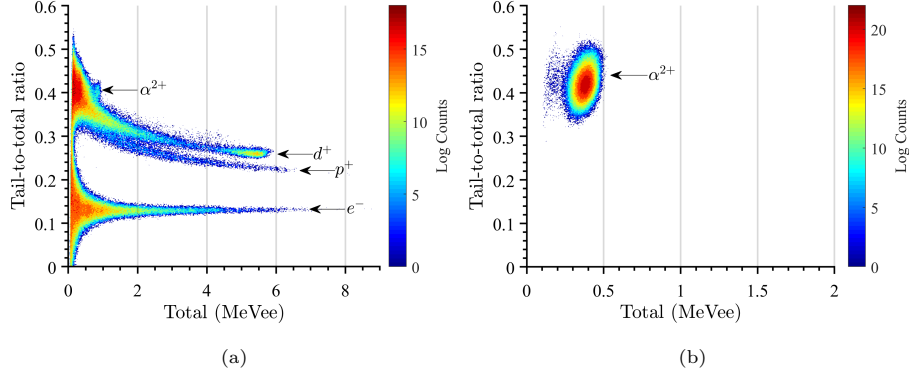 0.6
0.5
0.4
0.3
0.2
0.1
0
Tail-to-total ratio
0
2
4
6
8
Total (MeVee)
α²⁺
d⁺
p⁺
e⁻
15
10
5
0
Log Counts
(a)
0.6
0.5
0.4
0.3
0.2
0.1
0
Tail-to-total ratio
0
0.5
1
1.5
2
Total (MeVee)
α²⁺
20
15
10
5
0
Log Counts
(b)